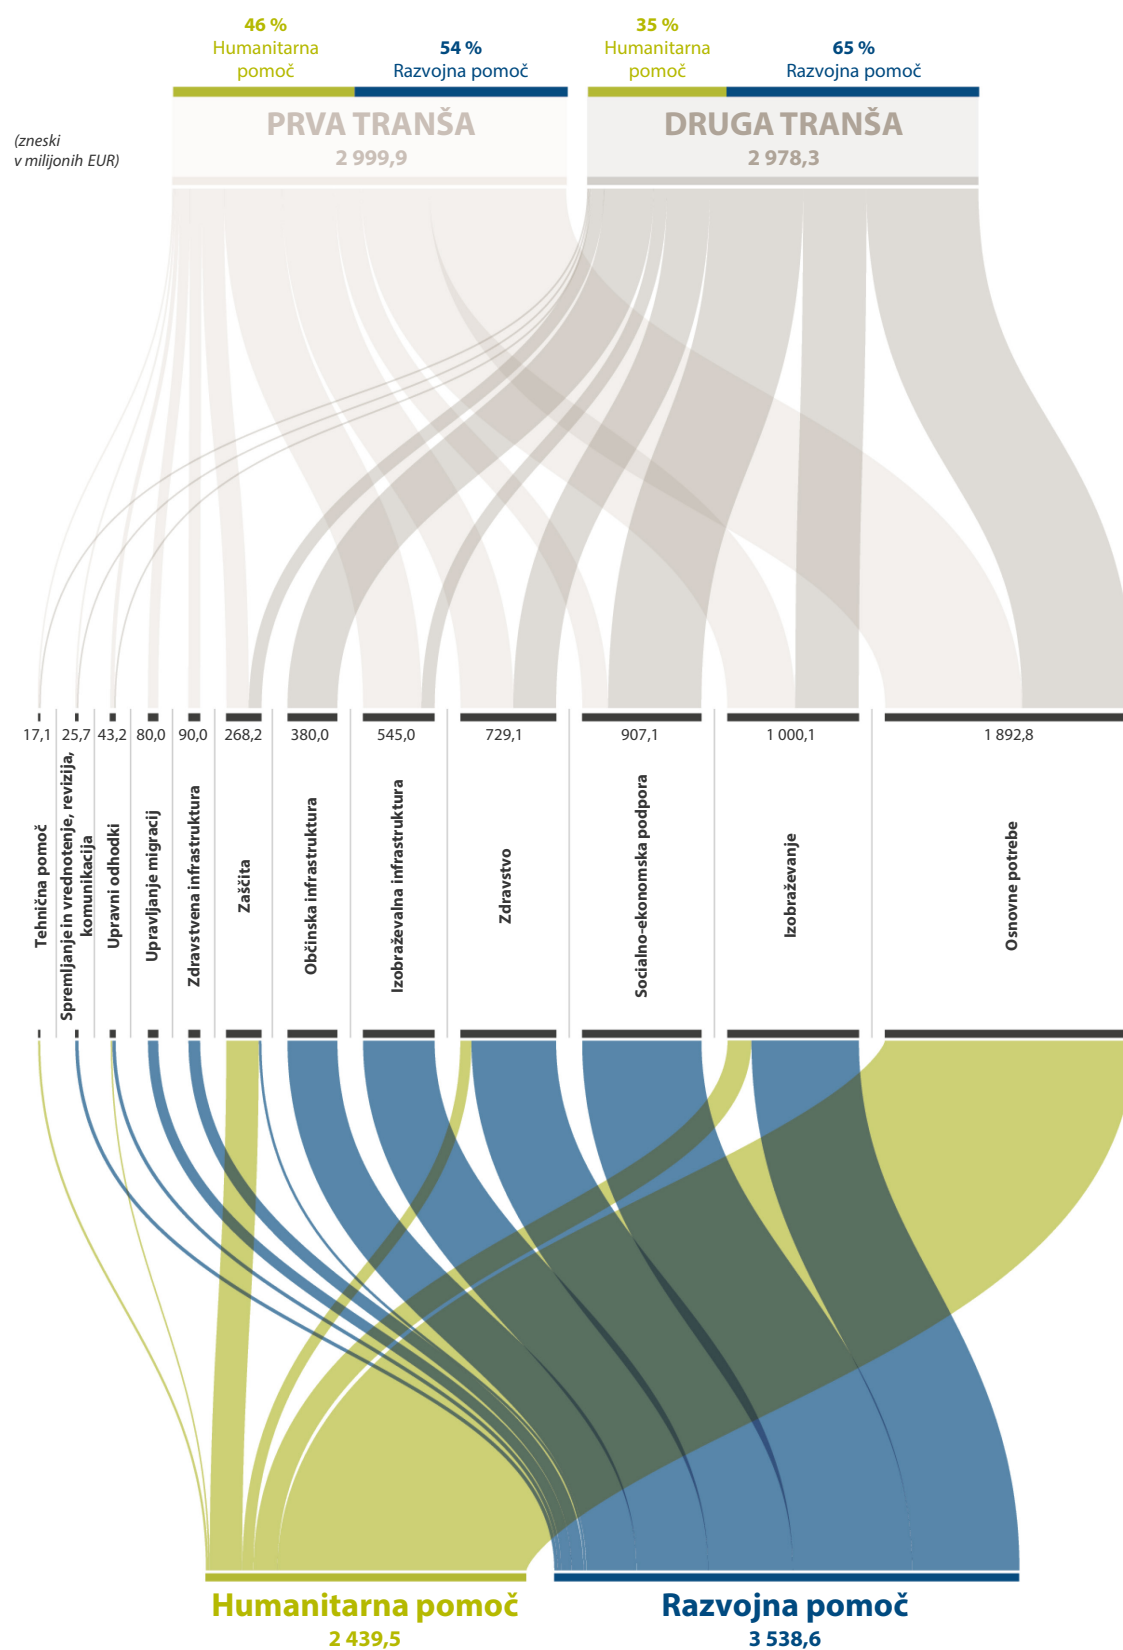 46 %
Humanitarna
pomoč
54 %
Razvojna pomoč
35 %
Humanitarna
pomoč
65 %
Razvojna pomoč
(zneski
v milijonih EUR)
PRVA TRANŠA
2 999,9
DRUGA TRANŠA
2 978,3
17,1
25,7
43,2
80,0
90,0
268,2
380,0
545,0
729,1
907,1
1 000,1
1 892,8
Tehnična pomoč
Spremljanje in vrednotenje, revizija,
komunikacija
Upravni odhodki
Upravljanje migracij
Zdravstvena infrastruktura
Zaščita
Občinska infrastruktura
Izobraževalna infrastruktura
Zdravstvo
Socialno-ekonomska podpora
Izobraževanje
Osnovne potrebe
Humanitarna pomoč
2 439,5
Razvojna pomoč
3 538,6